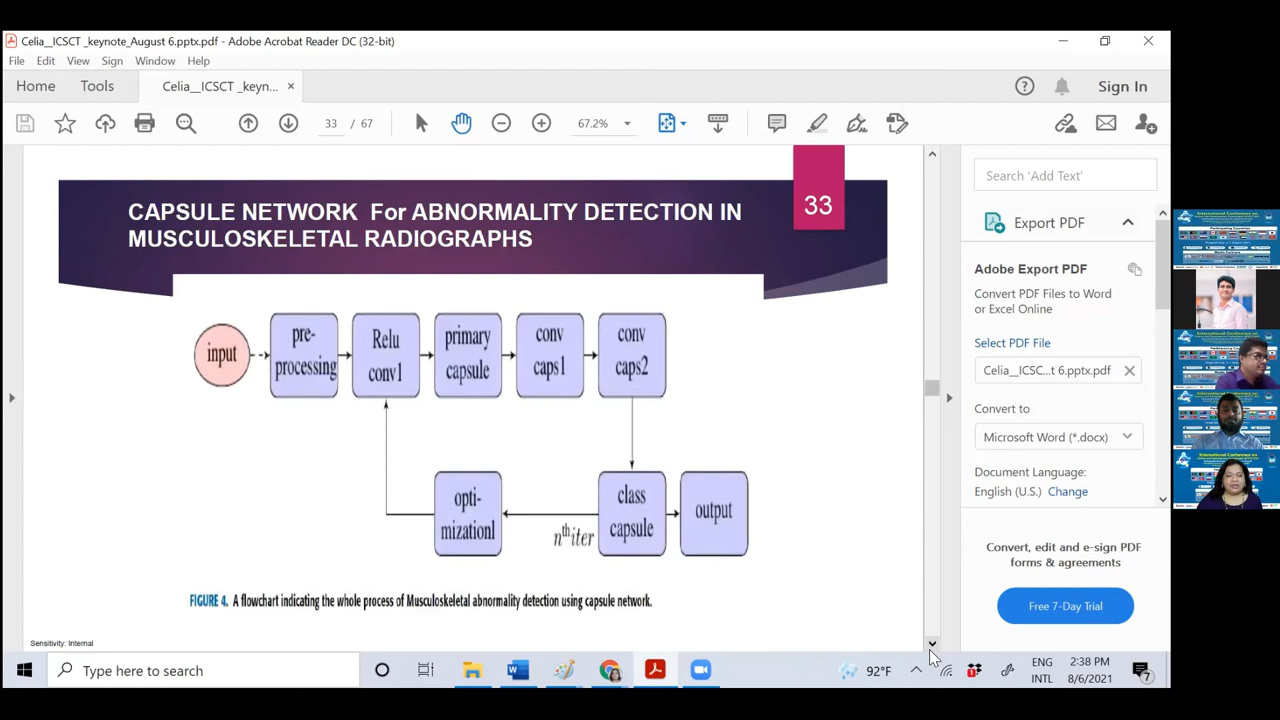 Celia__ICSCT _keynote_August 6.pptx.pdf - Adobe Acrobat Reader DC (32-bit)
File Edit View Sign Window Help
Home Tools Celia__ICSCT _keyn... × Sign In
33 / 67 67.2%
CAPSULE NETWORK For ABNORMALITY DETECTION IN
MUSCULOSKELETAL RADIOGRAPHS
33
input
pre-
processing
Relu
conv1
primary
capsule
conv
caps1
conv
caps2
opti-
mizationl
nth iter
class
capsule
output
FIGURE 4. A flowchart indicating the whole process of Musculoskeletal abnormality detection using capsule network.
Sensitivity: Internal
Search 'Add Text'
Export PDF
Adobe Export PDF
Convert PDF Files to Word
or Excel Online
Select PDF File
Celia__ICSC...t 6.pptx.pdf
Convert to
Microsoft Word (*.docx)
Document Language:
English (U.S.) Change
Convert, edit and e-sign PDF
forms & agreements
Free 7-Day Trial
International Conference on
Type here to search
92°F
ENG
INTL
2:38 PM
8/6/2021
7